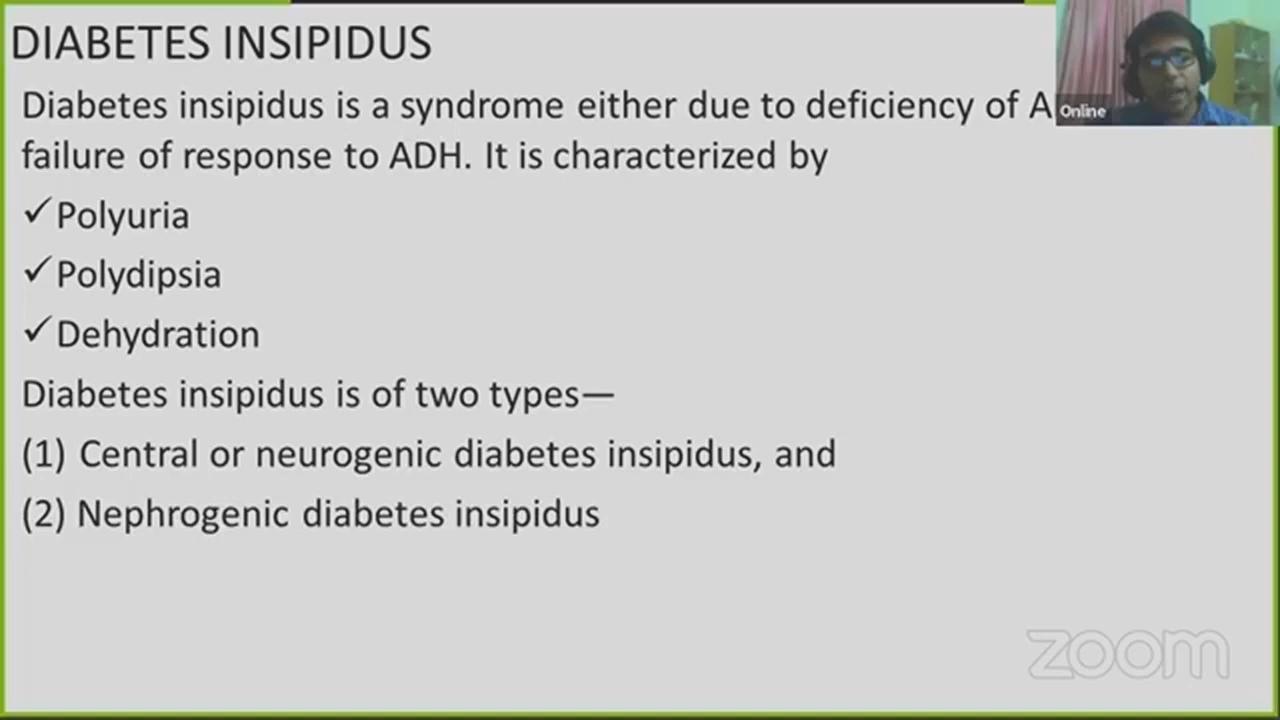 DIABETES INSIPIDUS
Diabetes insipidus is a syndrome either due to deficiency of A
failure of response to ADH. It is characterized by
✓Polyuria
✓Polydipsia
✓Dehydration
Diabetes insipidus is of two types—
(1) Central or neurogenic diabetes insipidus, and
(2) Nephrogenic diabetes insipidus
Online
zoom